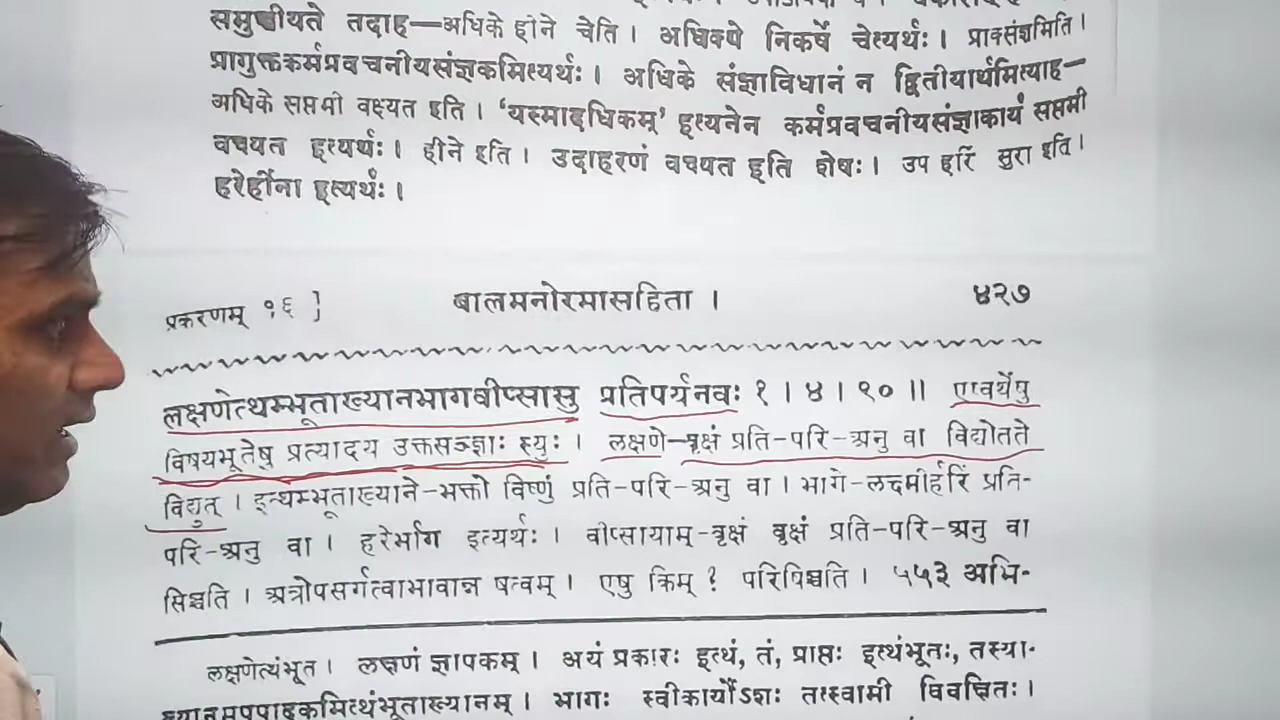 समुच्चीयते तदाह—अधिके हीने चेति । अधिक्ये निकर्षे चेत्यर्थः । प्राक्संज्ञमिति ।
प्रागुक्तकर्मप्रवचनीयसंज्ञकमित्यर्थः । अधिके संज्ञाविधानं न द्वितीयार्थमित्याह—
अधिके सप्तमी वक्ष्यत इति । 'यस्मादधिकम्' इत्यनेन कर्मप्रवचनीयसंज्ञाकार्यं सप्तमी
वक्ष्यत इत्यर्थः । हीने इति । उदाहरणं वक्ष्यत इति शेषः । उप हरिं सुरा इति ।
हरेर्हीना इत्यर्थः ।
प्रकरणम् १६ ]
बालमनोरमासहिता ।
४२७
लक्षणेत्थम्भूताख्यानभागवीप्सासु प्रतिपर्यनवः १ । ४ । ९० ॥ एष्वर्थेषु
विषयभूतेषु प्रत्यादय उक्तसञ्ज्ञाः स्युः । लक्षणे—वृक्षं प्रति-परि-अनु वा विद्योतते
विद्युत् । इत्थम्भूताख्याने-भक्तो विष्णुं प्रति-परि-अनु वा । भागे-लक्ष्मीर्हरिं प्रति-
परि-अनु वा । हरेर्भाग इत्यर्थः । वीप्सायाम्-वृक्षं वृक्षं प्रति-परि-अनु वा
सिञ्चति । अत्रोपसर्गत्वाभावान्न षत्वम् । एषु किम् ? परिषिञ्चति । ५५३ अभि-
लक्षणेत्थंभूत । लक्षणं ज्ञापकम् । अयं प्रकारः इत्थं, तं, प्राप्तः इत्थंभूतः, तस्या-
ख्यानमुपपादकमित्थंभूताख्यानम् । भागः स्वीकार्योंऽशः तत्स्वामी विवक्षितः ।